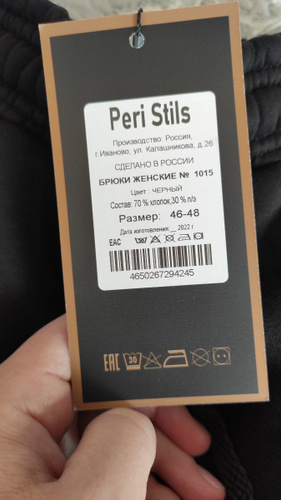 Peri Stils
Производство: Россия,
г.Иваново, ул. Калашникова, д.26
СДЕЛАНО В РОССИИ
БРЮКИ ЖЕНСКИЕ № 1015
Цвет : ЧЕРНЫЙ
Состав: 70 % хлопок,30 % п/э
Размер: 46-48
Дата изготовления __ 2022 г
EAC
4650267294245
EAC 30